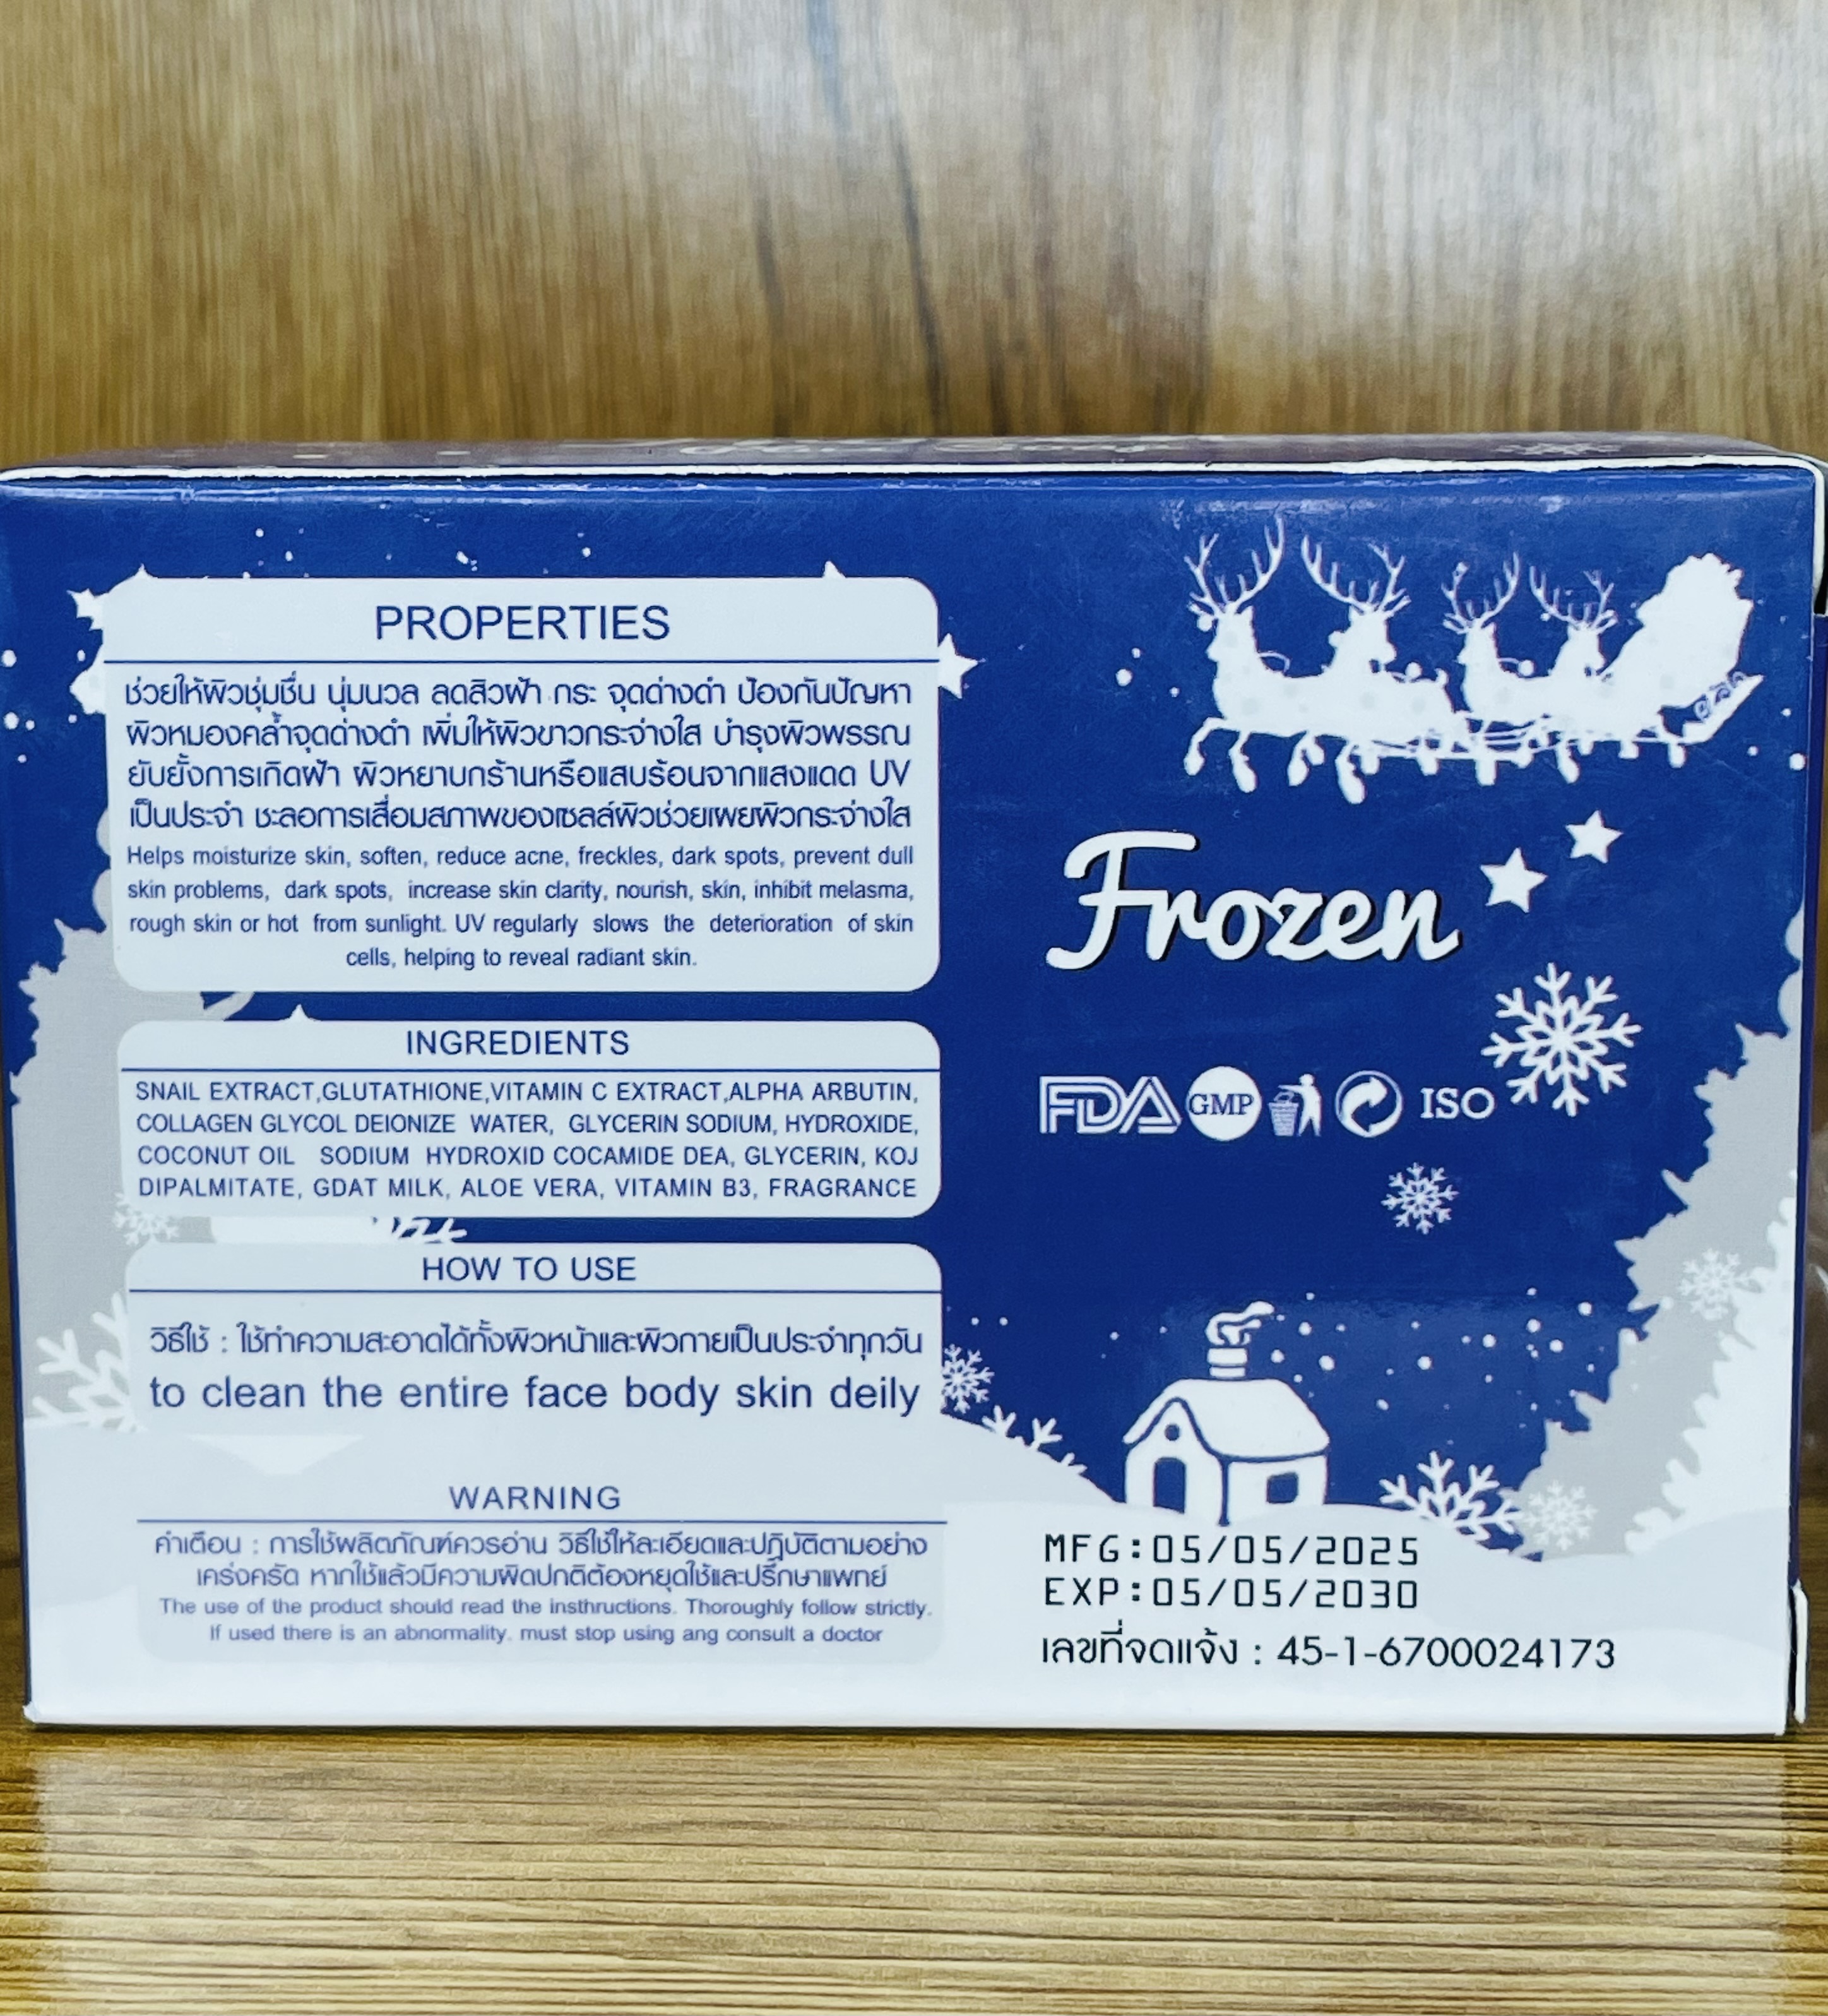 PROPERTIES
ช่วยให้ผิวชุ่มชื่น นุ่มนวล ลดสิวฝ้า กระ จุดด่างดำ ป้องกันปัญหา
ผิวหมองคล้ำจุดด่างดำ เพิ่มให้ผิวขาวกระจ่างใส บำรุงผิวพรรณ
ยับยั้งการเกิดฝ้า ผิวหยาบกร้านหรือแสบร้อนจากแสงแดด UV
เป็นประจำ ชะลอการเสื่อมสภาพของเซลล์ผิวช่วยเผยผิวกระจ่างใส
Helps moisturize skin, soften, reduce acne, freckles, dark spots, prevent dull
skin problems, dark spots, increase skin clarity, nourish, skin, inhibit melasma,
rough skin or hot from sunlight. UV regularly slows the deterioration of skin
cells, helping to reveal radiant skin.
INGREDIENTS
SNAIL EXTRACT,GLUTATHIONE,VITAMIN C EXTRACT,ALPHA ARBUTIN,
COLLAGEN GLYCOL DEIONIZE WATER, GLYCERIN SODIUM, HYDROXIDE,
COCONUT OIL SODIUM HYDROXID COCAMIDE DEA, GLYCERIN, KOJ
DIPALMITATE, GDAT MILK, ALOE VERA, VITAMIN B3, FRAGRANCE
HOW TO USE
วิธีใช้ : ใช้ทำความสะอาดได้ทั้งผิวหน้าและผิวกายเป็นประจำทุกวัน
to clean the entire face body skin deily
WARNING
คำเตือน : การใช้ผลิตภัณฑ์ควรอ่าน วิธีใช้ให้ละเอียดและปฏิบัติตามอย่าง
เคร่งครัด หากใช้แล้วมีความผิดปกติต้องหยุดใช้และปรึกษาแพทย์
The use of the product should read the insthructions. Thoroughly follow strictly.
If used there is an abnormality. must stop using ang consult a doctor
Frozen
FDA GMP ISO
MFG:05/05/2025
EXP:05/05/2030
เลขที่จดแจ้ง : 45-1-6700024173